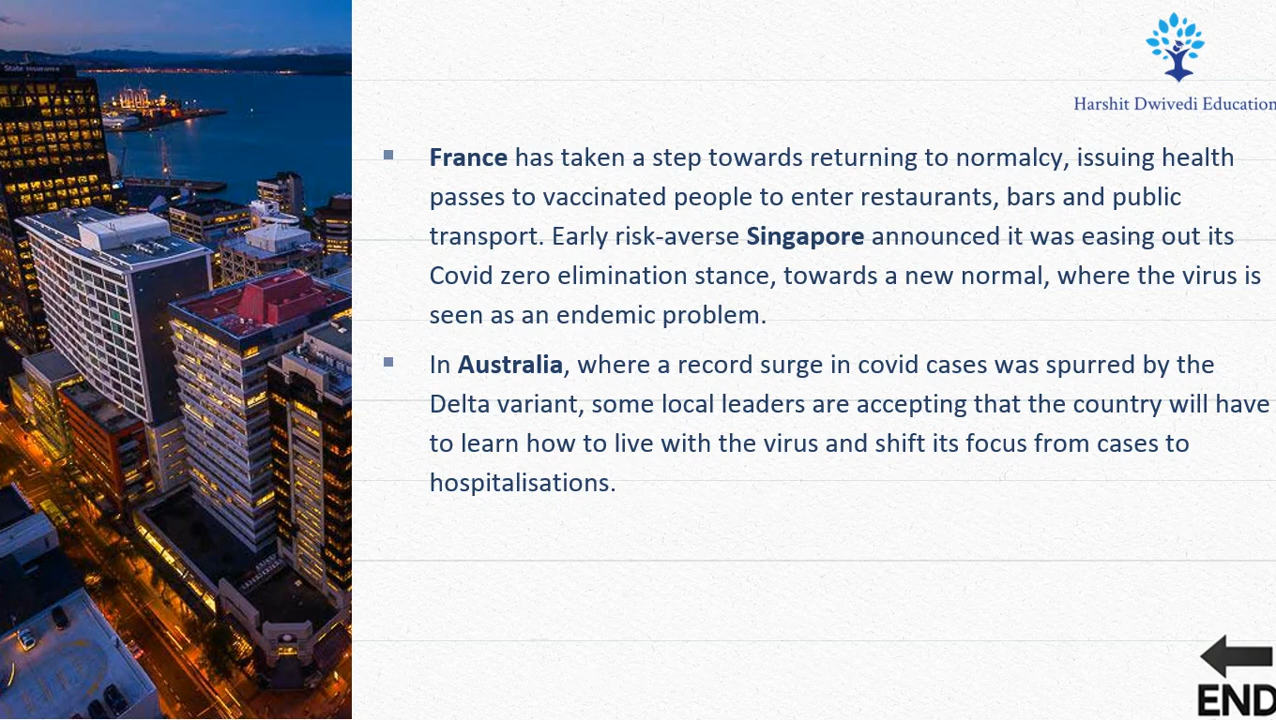 State Insurance
Harshit Dwivedi Education
France has taken a step towards returning to normalcy, issuing health
passes to vaccinated people to enter restaurants, bars and public
transport. Early risk-averse Singapore announced it was easing out its
Covid zero elimination stance, towards a new normal, where the virus is
seen as an endemic problem.
In Australia, where a record surge in covid cases was spurred by the
Delta variant, some local leaders are accepting that the country will have
to learn how to live with the virus and shift its focus from cases to
hospitalisations.
END